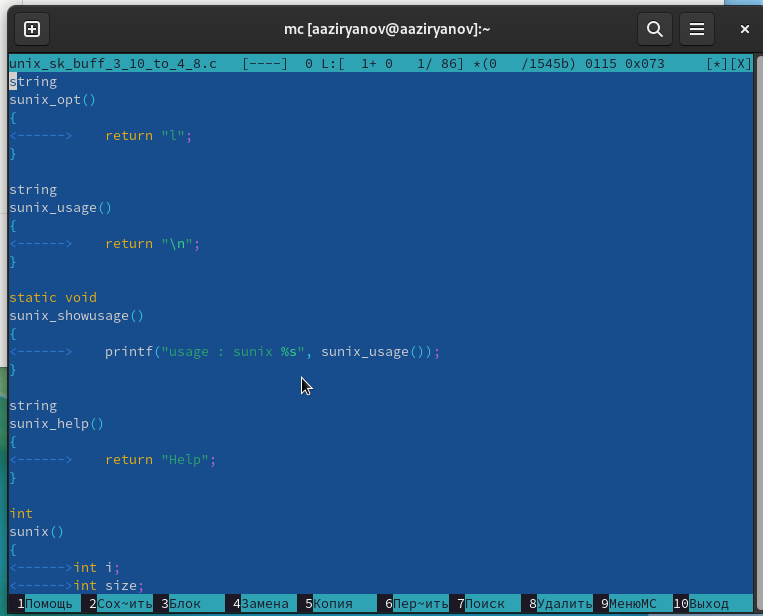 mc [aaziryanov@aaziryanov]:~
unix_sk_buff_3_10_to_4_8.c   [----]  0 L:[  1+ 0   1/ 86] *(0   /1545b) 0115 0x073     [*][X]
string
sunix_opt()
{
<------>    return "l";
}
string
sunix_usage()
{
<------>    return "\n";
}
static void
sunix_showusage()
{
<------>    printf("usage : sunix %s", sunix_usage());
}
string
sunix_help()
{
<------>    return "Help";
}
int
sunix()
{
<------>int i;
<------>int size;
1Помощь 2Сох~ить 3Блок 4Замена 5Копия 6Пер~ить 7Поиск 8Удалить 9МенюMC 10Выход